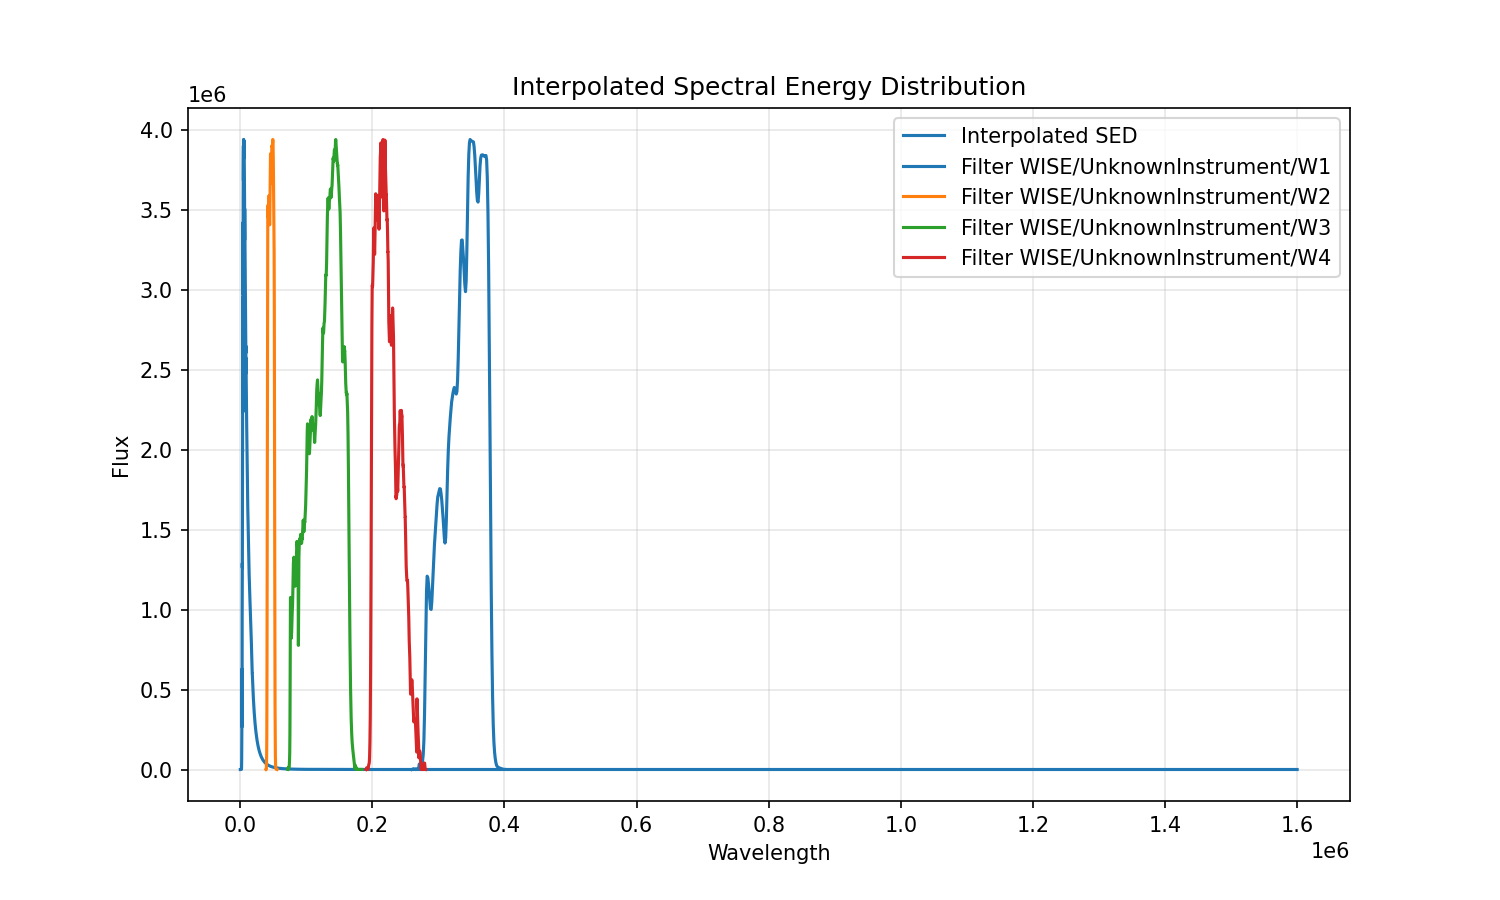 Interpolated Spectral Energy Distribution
1e6
4.0
3.5
3.0
2.5
2.0
1.5
1.0
0.5
0.0
Flux
Interpolated SED
Filter WISE/UnknownInstrument/W1
Filter WISE/UnknownInstrument/W2
Filter WISE/UnknownInstrument/W3
Filter WISE/UnknownInstrument/W4
0.0 0.2 0.4 0.6 0.8 1.0 1.2 1.4 1.6
Wavelength
1e6